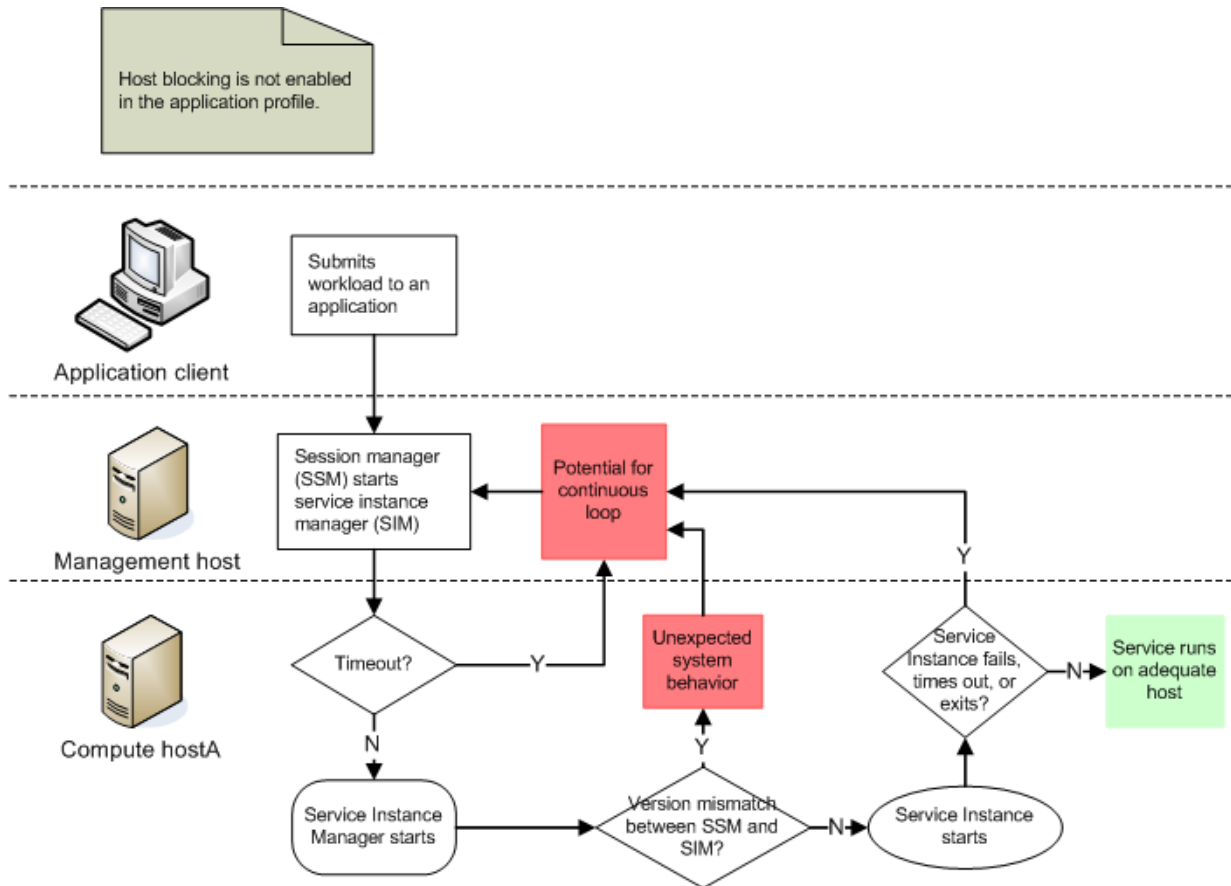 Host blocking is not enabled
in the application profile.
Submits
workload to an
application
Application client
Session manager
(SSM) starts
service instance
manager (SIM)
Potential for
continuous
loop
Y
Management host
Timeout?
Y
Unexpected
system
behavior
Service
Instance fails,
times out, or
exits?
N
Service runs
on adequate
host
Compute hostA
N
Y
Service Instance
Manager starts
Version mismatch
between SSM and
SIM?
N
Service Instance
starts